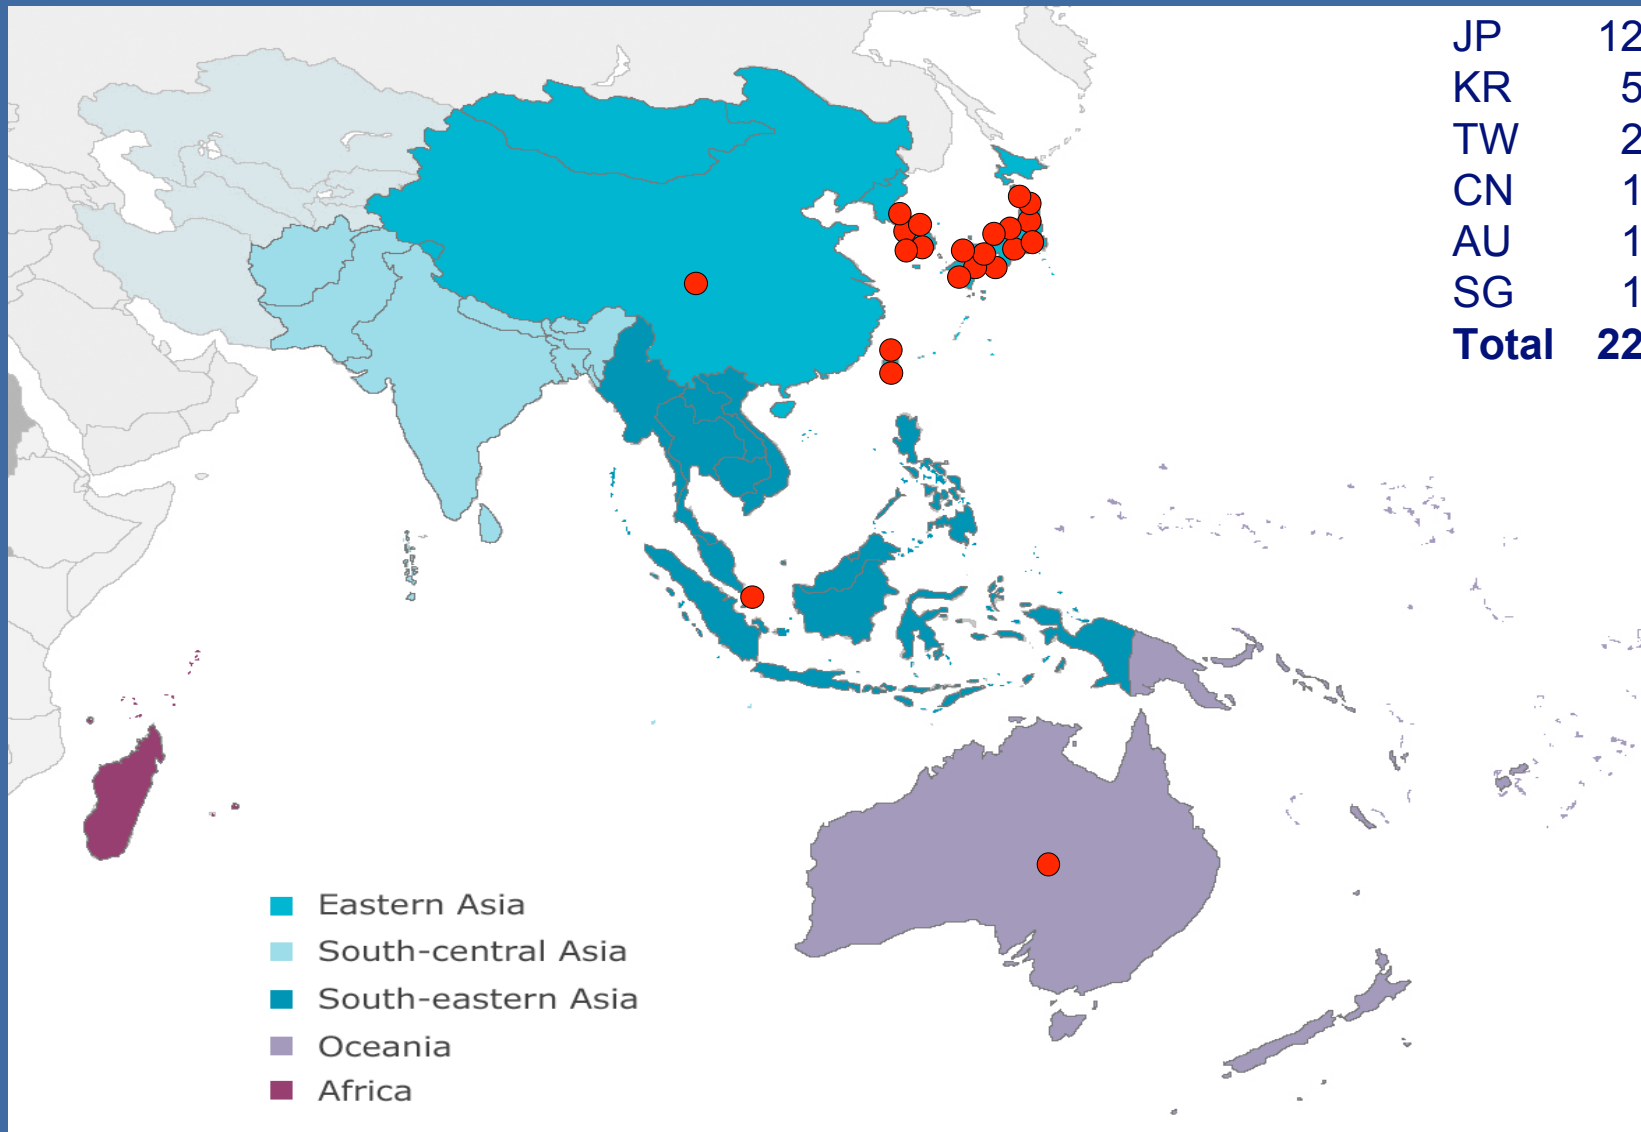 JP 12
KR 5
TW 2
CN 1
AU 1
SG 1
Total 22
Eastern Asia
South-central Asia
South-eastern Asia
Oceania
Africa